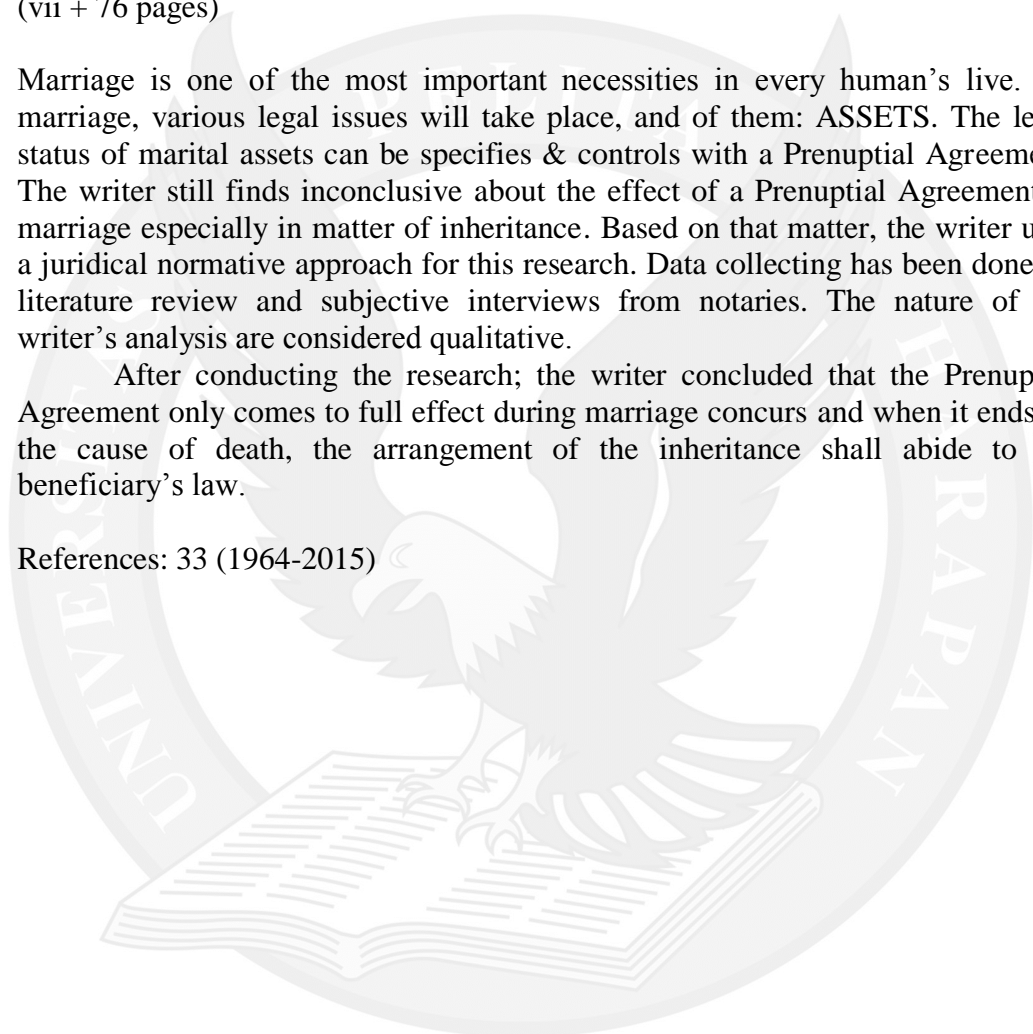 (vii + 76 pages)
Marriage is one of the most important necessities in every human's live.
marriage, various legal issues will take place, and of them: ASSETS. The le
status of marital assets can be specifies & controls with a Prenuptial Agreeme
The writer still finds inconclusive about the effect of a Prenuptial Agreement
marriage especially in matter of inheritance. Based on that matter, the writer u
a juridical normative approach for this research. Data collecting has been done
literature review and subjective interviews from notaries. The nature of
writer's analysis are considered qualitative.
After conducting the research; the writer concluded that the Prenup
Agreement only comes to full effect during marriage concurs and when it ends
the cause of death, the arrangement of the inheritance shall abide to
beneficiary's law.
References: 33 (1964-2015)
UNIVERSITAS PELITA HARAPAN